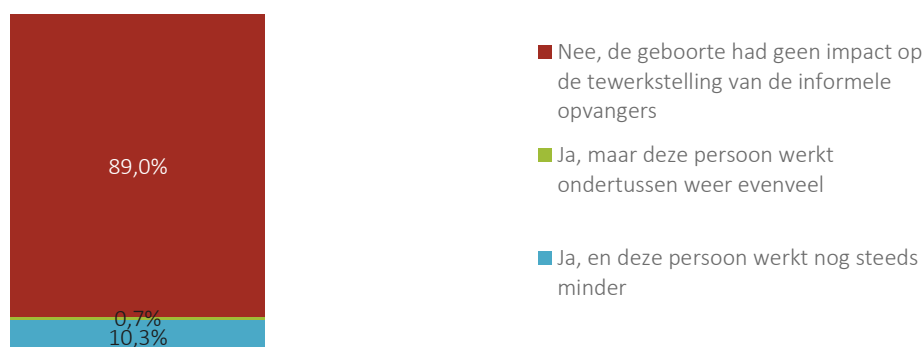 Nee, de geboorte had geen impact op
de tewerkstelling van de informele
opvangers
89,0%
Ja, maar deze persoon werkt
ondertussen weer evenveel
Ja, en deze persoon werkt nog steeds
minder
0,7%
10,3%